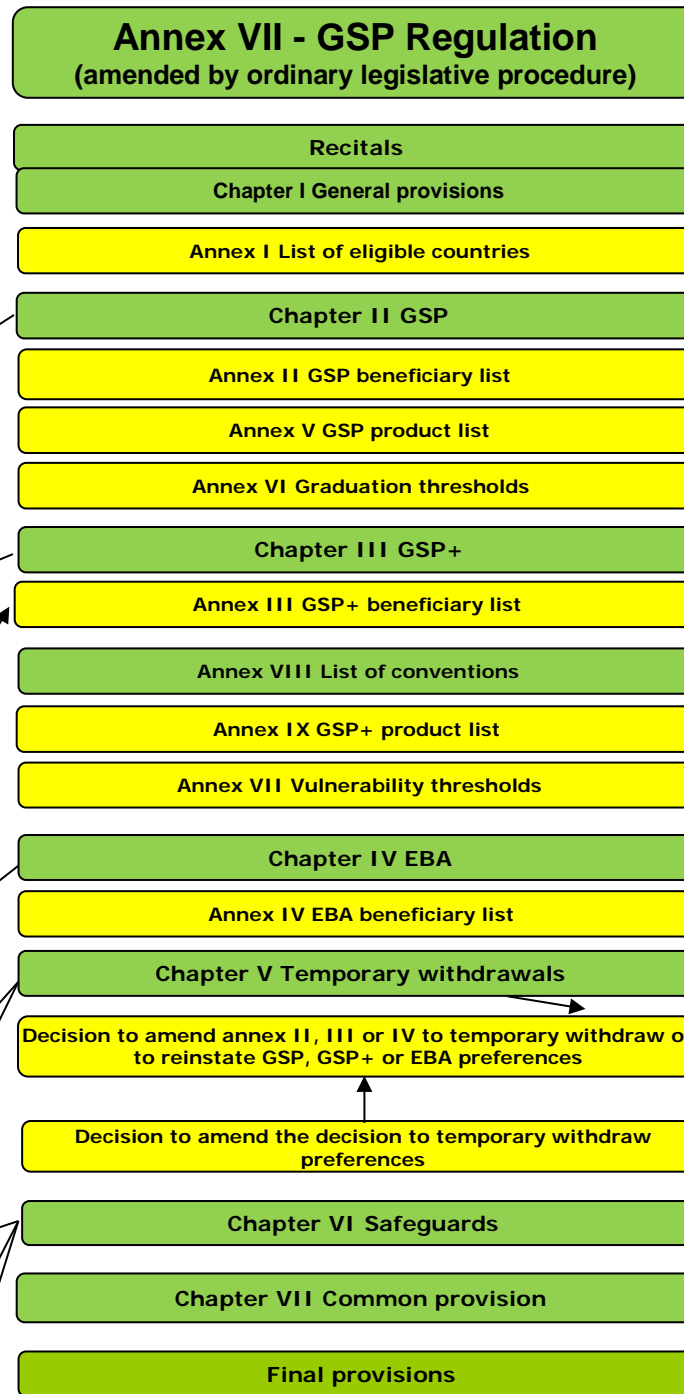 Annex VII - GSP Regulation
(amended by ordinary legislative procedure)
Recitals
Chapter I General provisions
Annex I List of eligible countries
Chapter II GSP
Annex II GSP beneficiary list
Annex V GSP product list
Annex VI Graduation thresholds
Chapter III GSP+
Annex III GSP+ beneficiary list
Annex VIII List of conventions
Annex IX GSP+ product list
Annex VII Vulnerability thresholds
Chapter IV EBA
Annex IV EBA beneficiary list
Chapter V Temporary withdrawals
Decision to amend annex II, III or IV to temporary withdraw o
to reinstate GSP, GSP+ or EBA preferences
Decision to amend the decision to temporary withdraw
preferences
Chapter VI Safeguards
Chapter VII Common provision
Final provisions